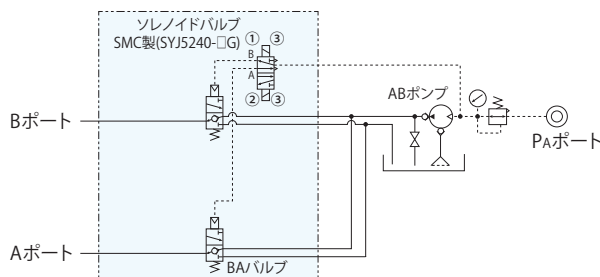 ソレノイドバルブ
SMC製(SYJ5240-□G)
① ③
B
A
② ③
ABポンプ
Bポート
PAポート
Aポート
BAバルブ